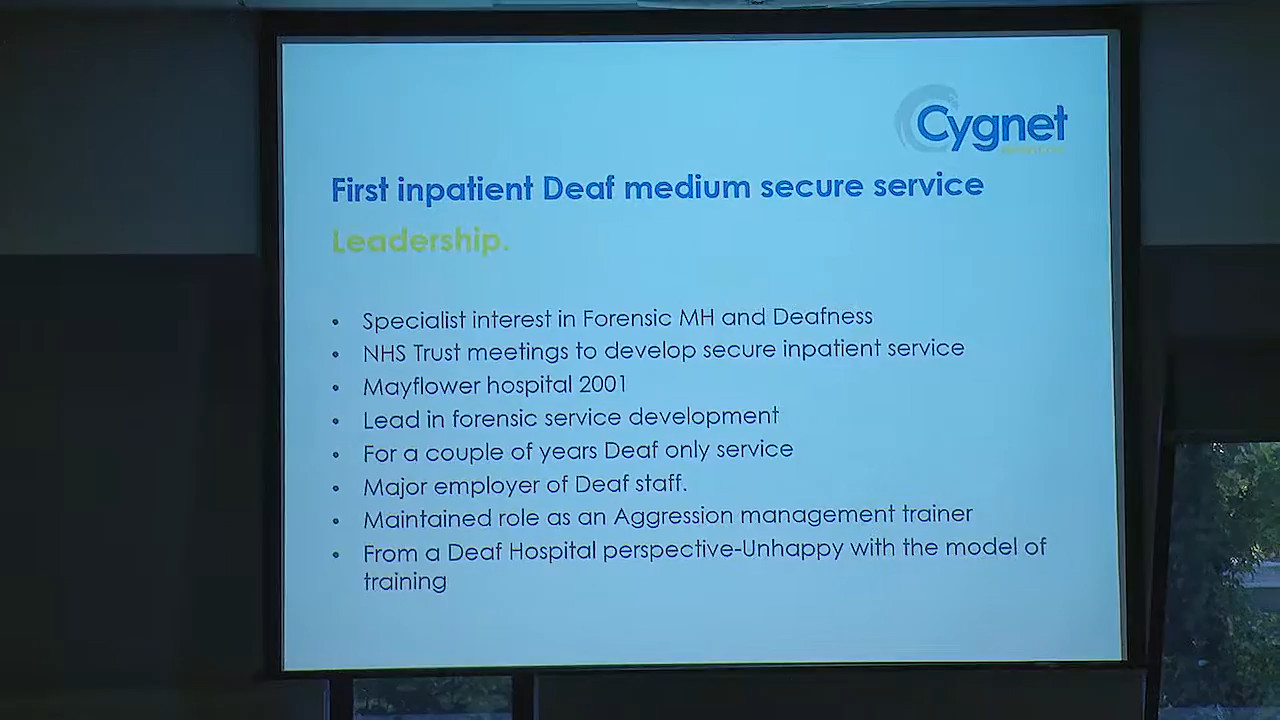 Cygnet
First inpatient Deaf medium secure service
Leadership.
• Specialist interest in Forensic MH and Deafness
• NHS Trust meetings to develop secure inpatient service
• Mayflower hospital 2001
• Lead in forensic service development
• For a couple of years Deaf only service
• Major employer of Deaf staff.
• Maintained role as an Aggression management trainer
• From a Deaf Hospital perspective-Unhappy with the model of
training